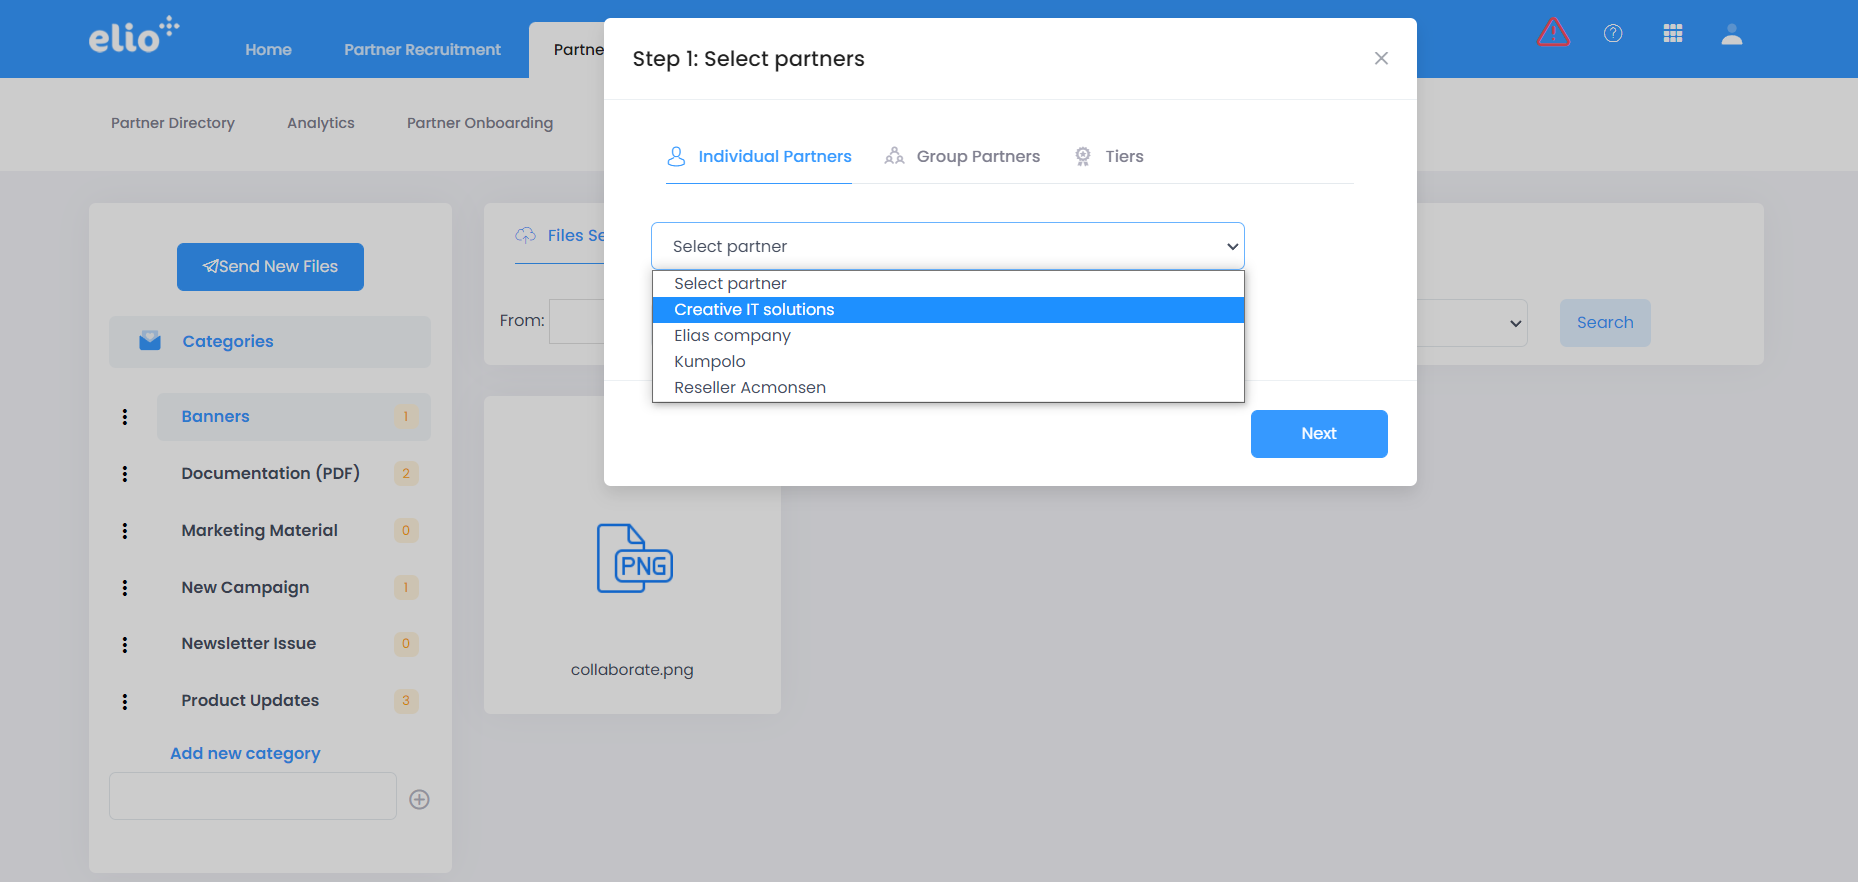 elio
Home
Partner Recruitment
Partne
Step 1: Select partners
Partner Directory
Analytics
Partner Onboarding
Individual Partners
Group Partners
Tiers
Send New Files
Files Se
Select partner
Select partner
Creative IT solutions
Elias company
Kumpolo
Reseller Acmonsen
From:
Search
Next
Categories
Banners 1
Documentation (PDF) 2
Marketing Material 0
New Campaign 1
Newsletter Issue 0
Product Updates 3
Add new category
PNG
collaborate.png